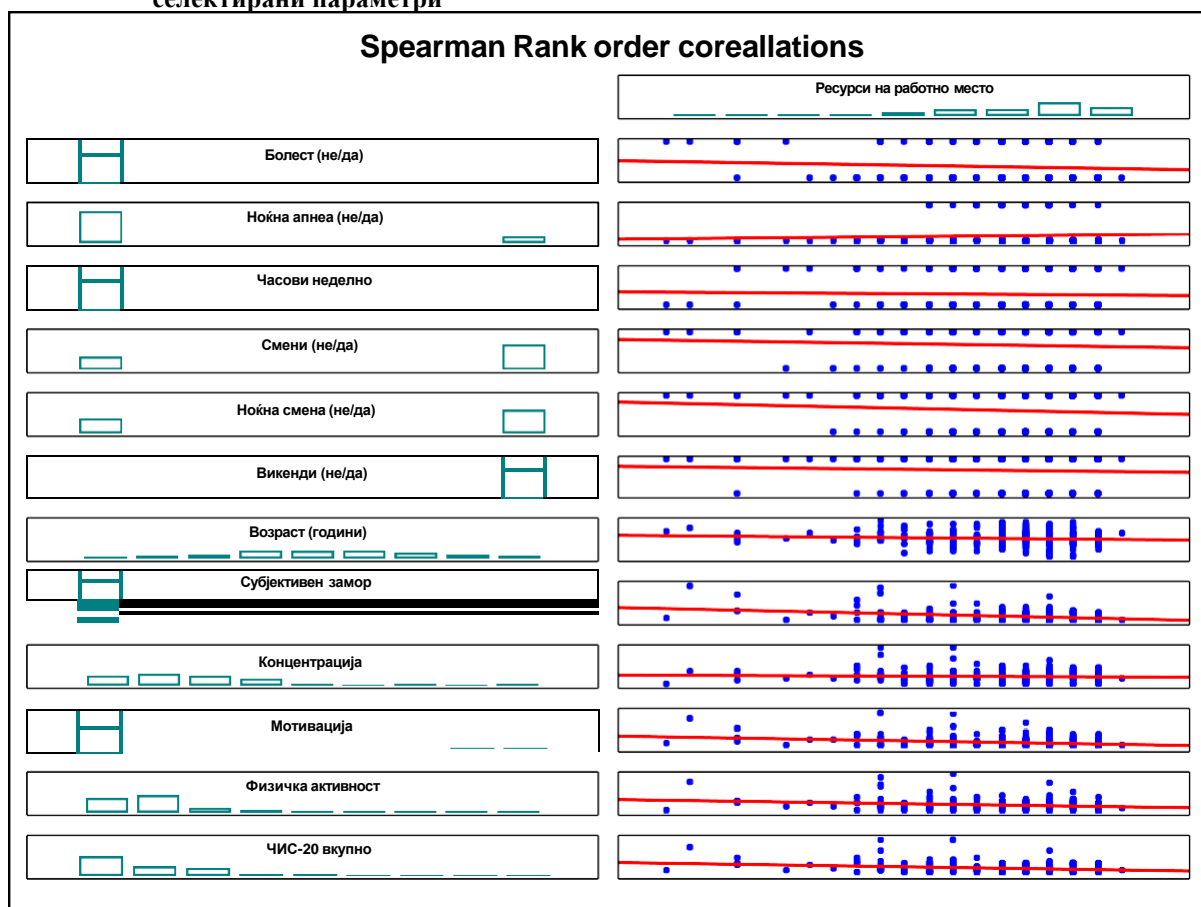 селектирани параметри
Spearman Rank order coreallations
Ресурси на работно место
Болест (не/да)
Ноќна апнеа (не/да)
Часови неделно
Смени (не/да)
Ноќна смена (не/да)
Викенди (не/да)
Возраст (години)
Субјективен замор
Концентрација
Мотивација
Физичка активност
ЧИС-20 вкупно